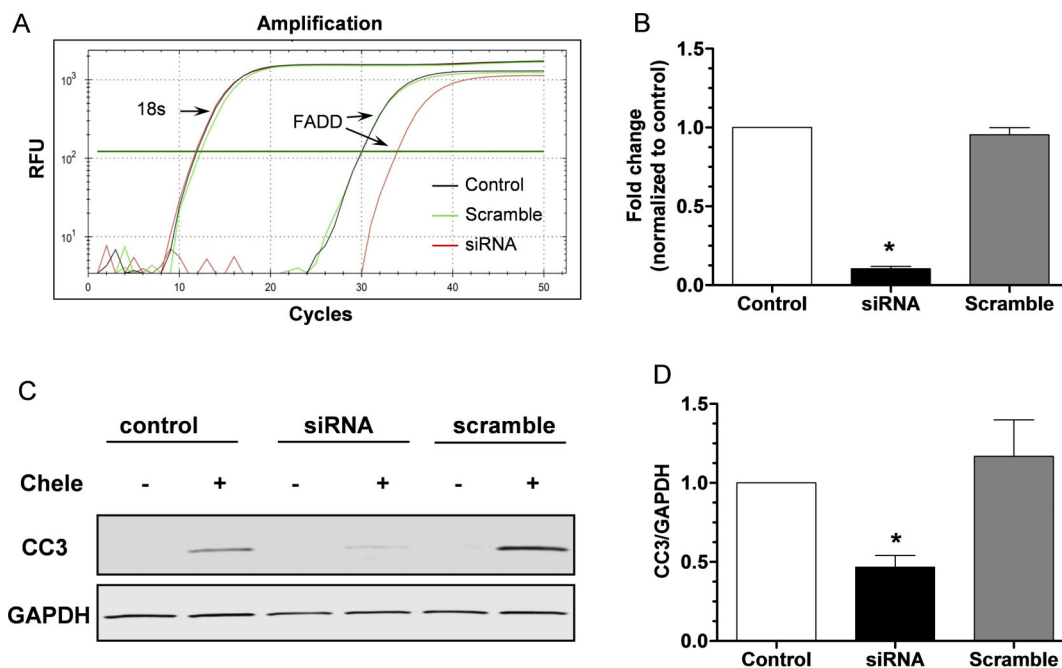 A
Amplification
RFU
10³
10²
10¹
18s
FADD
Control
Scramble
siRNA
0 10 20 30 40 50
Cycles
B
Fold change
(normalized to control)
1.5
1.0
0.5
0.0
*
Control siRNA Scramble
C
control siRNA scramble
Chele - + - + - +
CC3
GAPDH
D
CC3/GAPDH
1.5
1.0
0.5
0.0
*
Control siRNA Scramble